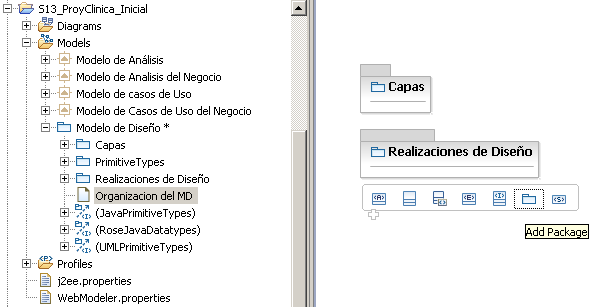 S13_ProyClinica_Inicial
Diagrams
Models
Modelo de Análisis
Modelo de Analisis del Negocio
Modelo de casos de Uso
Modelo de Casos de Uso del Negocio
Modelo de Diseño *
Capas
PrimitiveTypes
Realizaciones de Diseño
Organizacion del MD
(JavaPrimitiveTypes)
(RoseJavaDatatypes)
(UMLPrimitiveTypes)
Profiles
j2ee.properties
WebModeler.properties
Capas
Realizaciones de Diseño
«A» «E» «I» «S»
Add Package